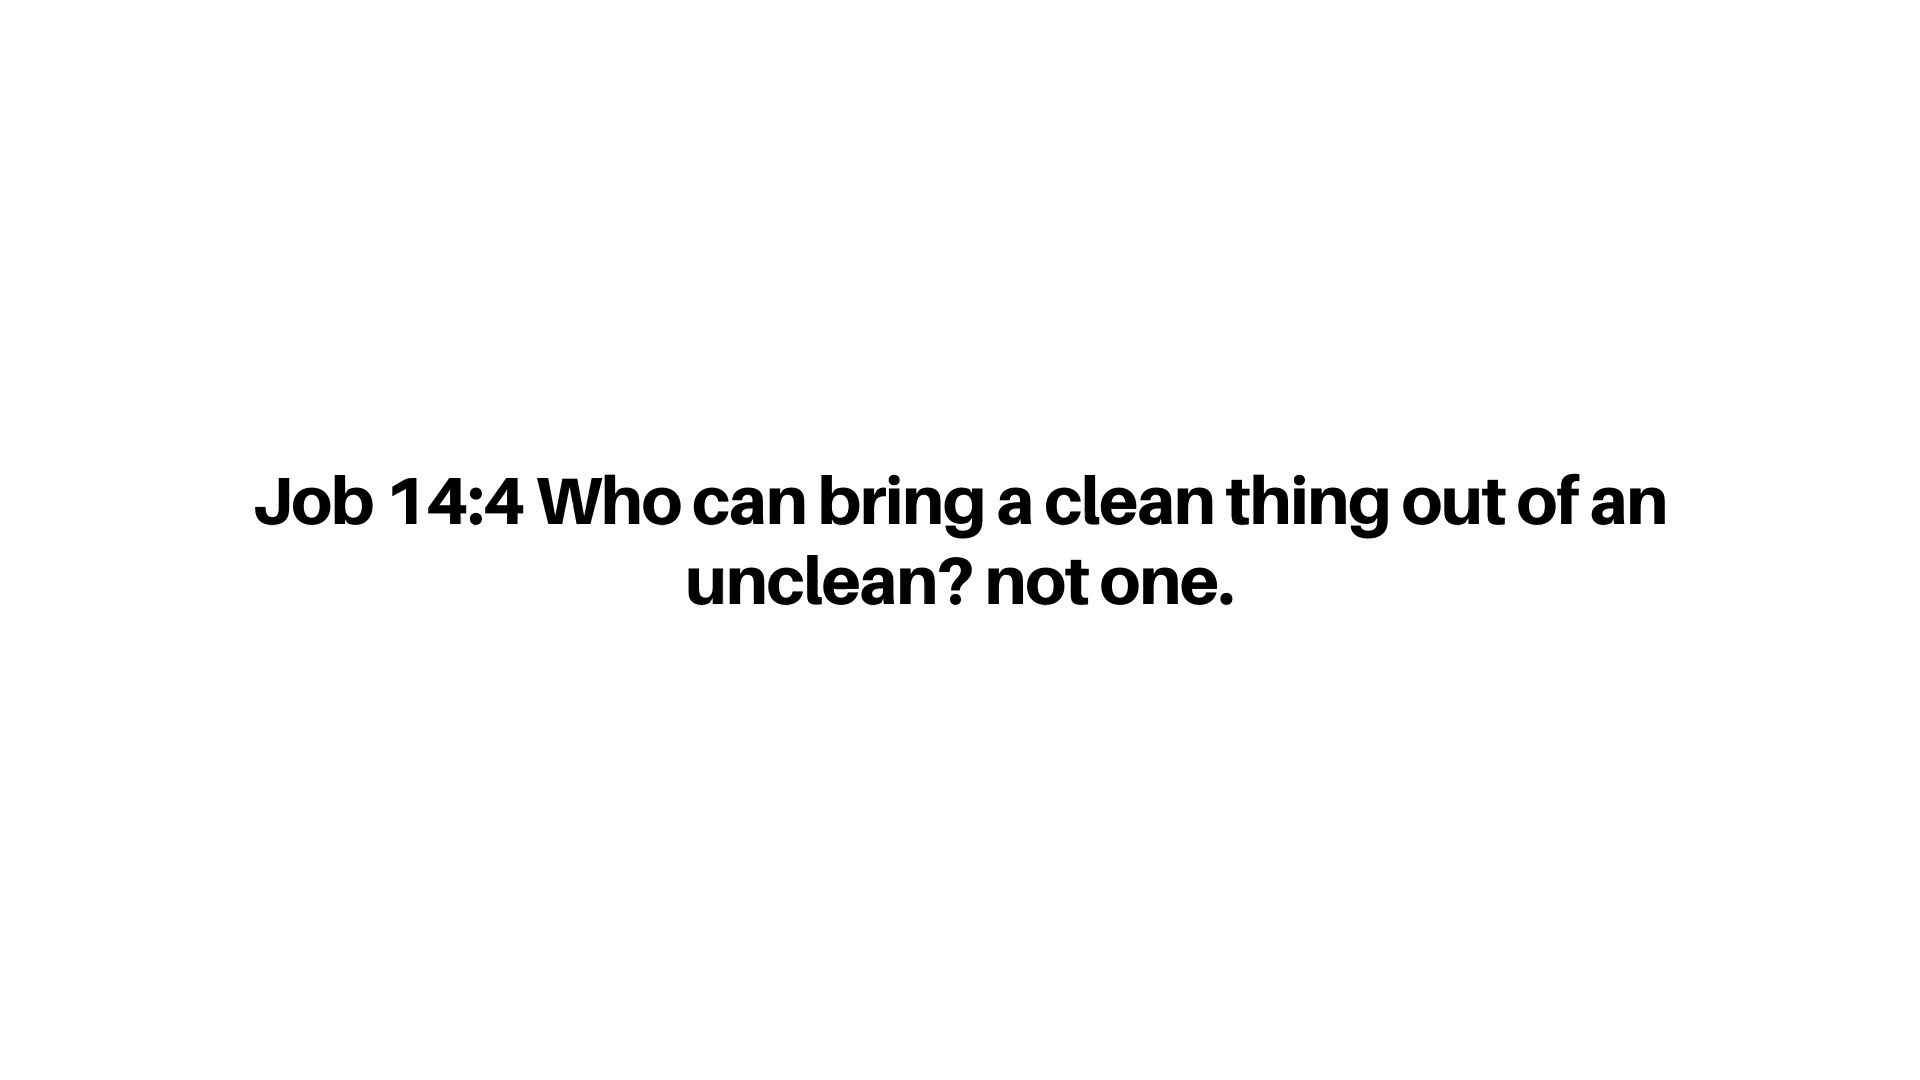 Job 14:4 Who can bring a clean thing out of an
unclean? not one.